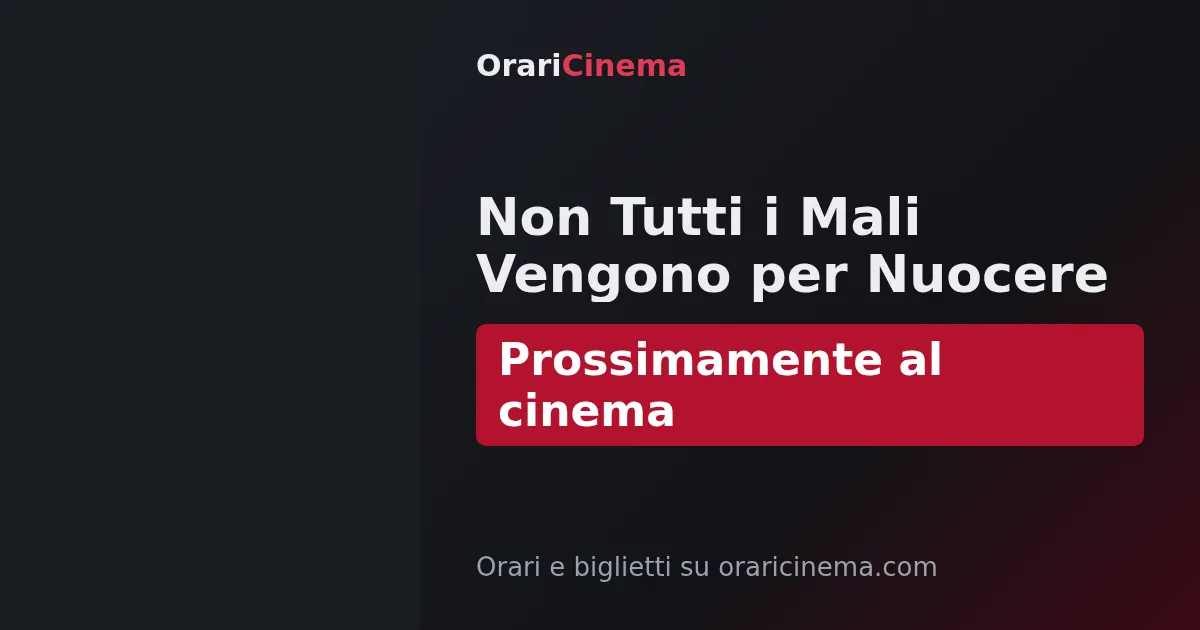 OrariCinema
Non Tutti i Mali
Vengono per Nuocere
Prossimamente al
cinema
Orari e biglietti su oraricinema.com